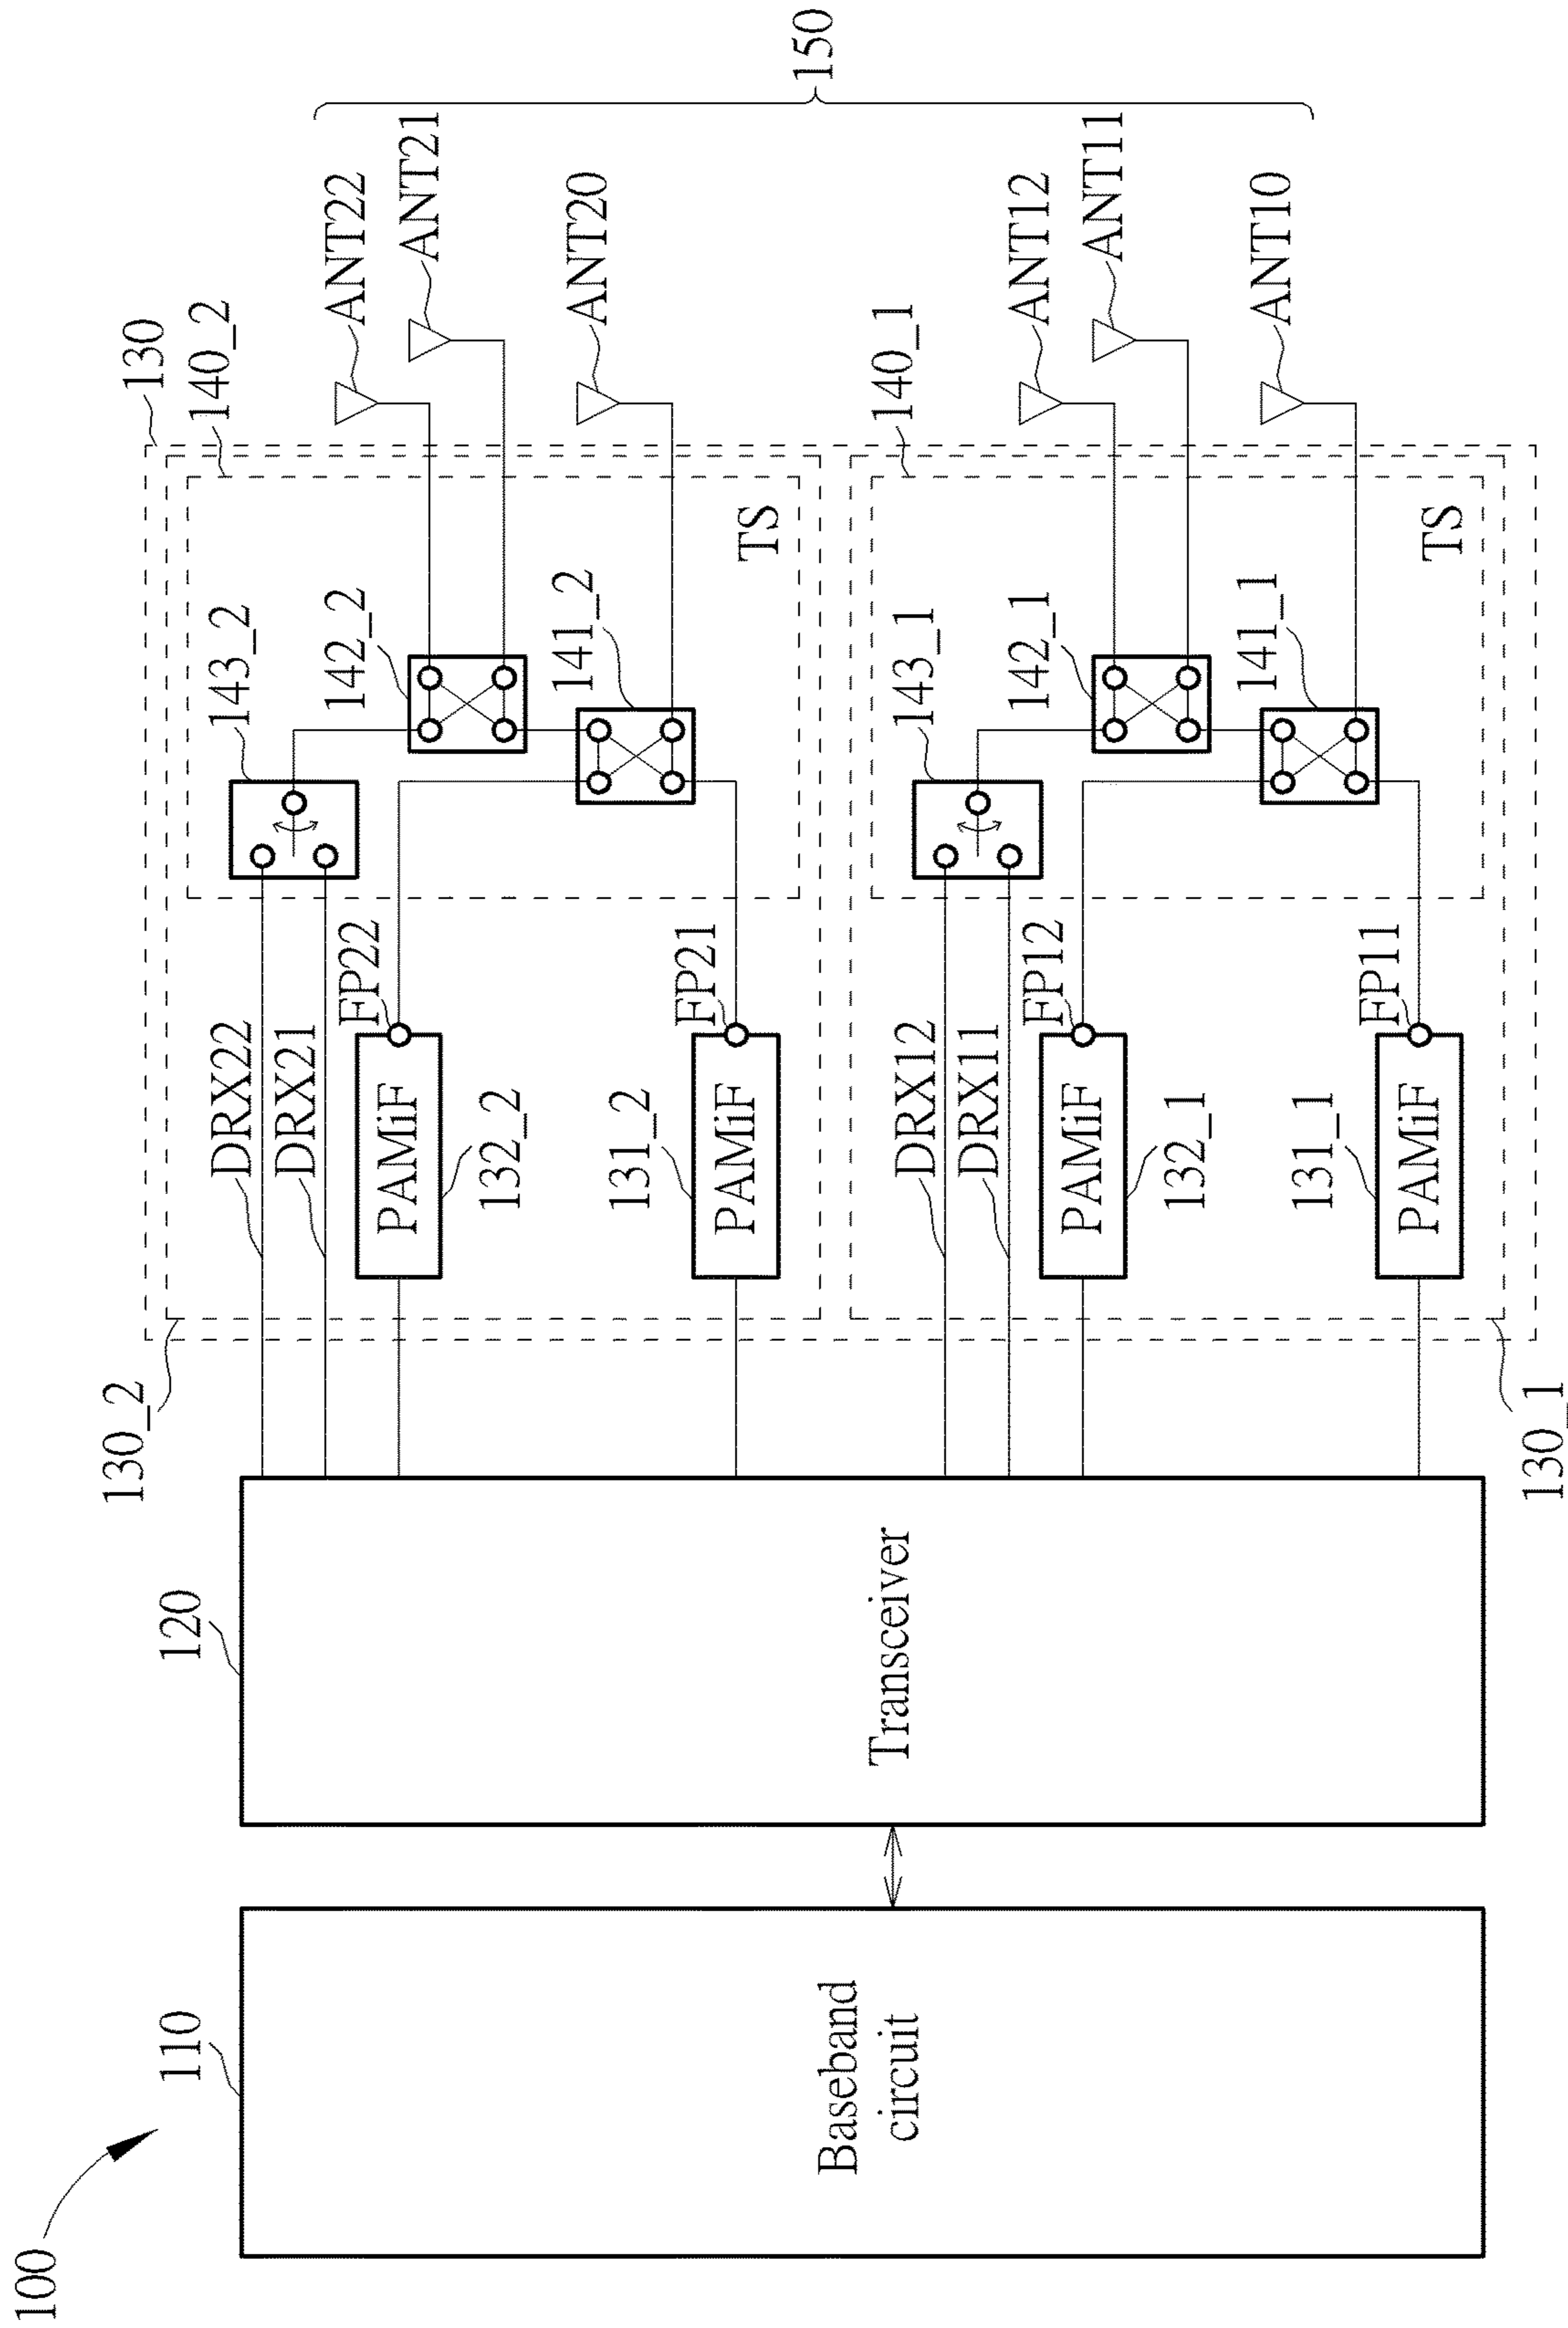 100
110
Baseband
circuit
120
Transceiver
130
130_2
DRX22
DRX21
PAMiF
FP22
132_2
PAMiF
FP21
131_2
143_2
142_2
141_2
TS
140_2
ANT22
ANT21
ANT20
130_1
DRX12
DRX11
PAMiF
FP12
132_1
PAMiF
FP11
131_1
143_1
142_1
141_1
TS
140_1
ANT12
ANT11
ANT10
150